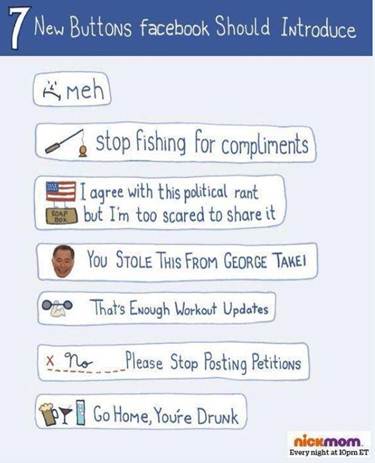 7 New Buttons facebook Should Introduce
meh
stop fishing for compliments
I agree with this political rant
SOAP BOX
but I'm too scared to share it
You Stole This From George Takei
That's Enough Workout Updates
x No Please Stop Posting Petitions
Go Home, You're Drunk
nickmom
Every night at 10pm ET